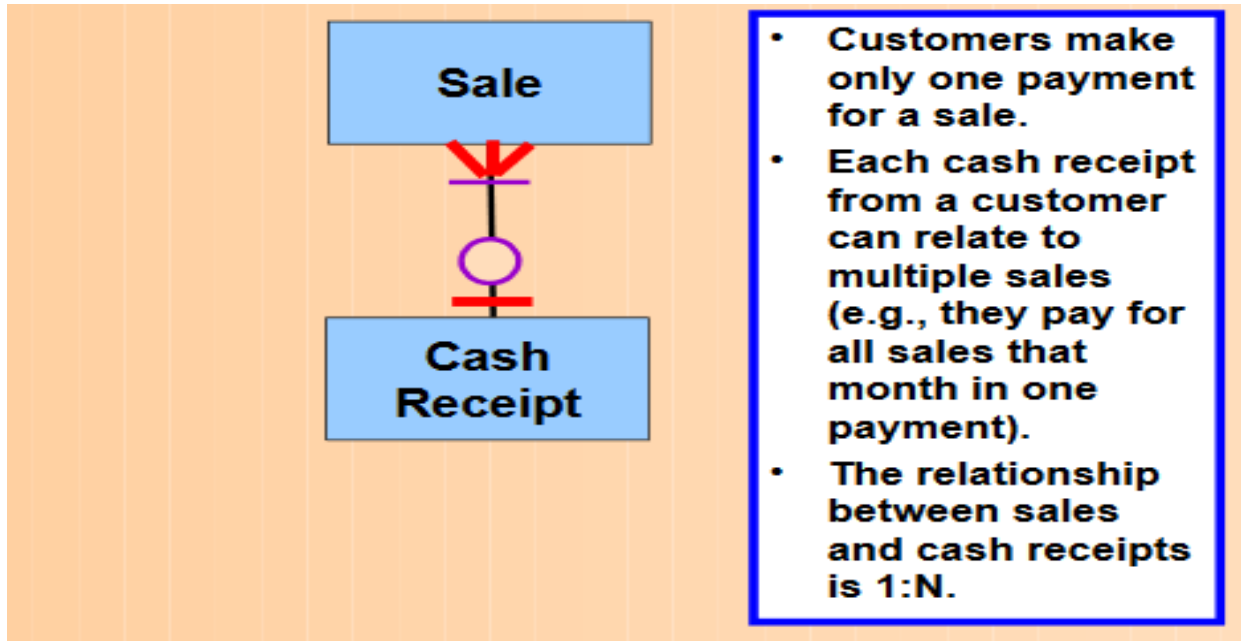 Sale
Cash
Receipt
• Customers make
only one payment
for a sale.
• Each cash receipt
from a customer
can relate to
multiple sales
(e.g., they pay for
all sales that
month in one
payment).
• The relationship
between sales
and cash receipts
is 1:N.